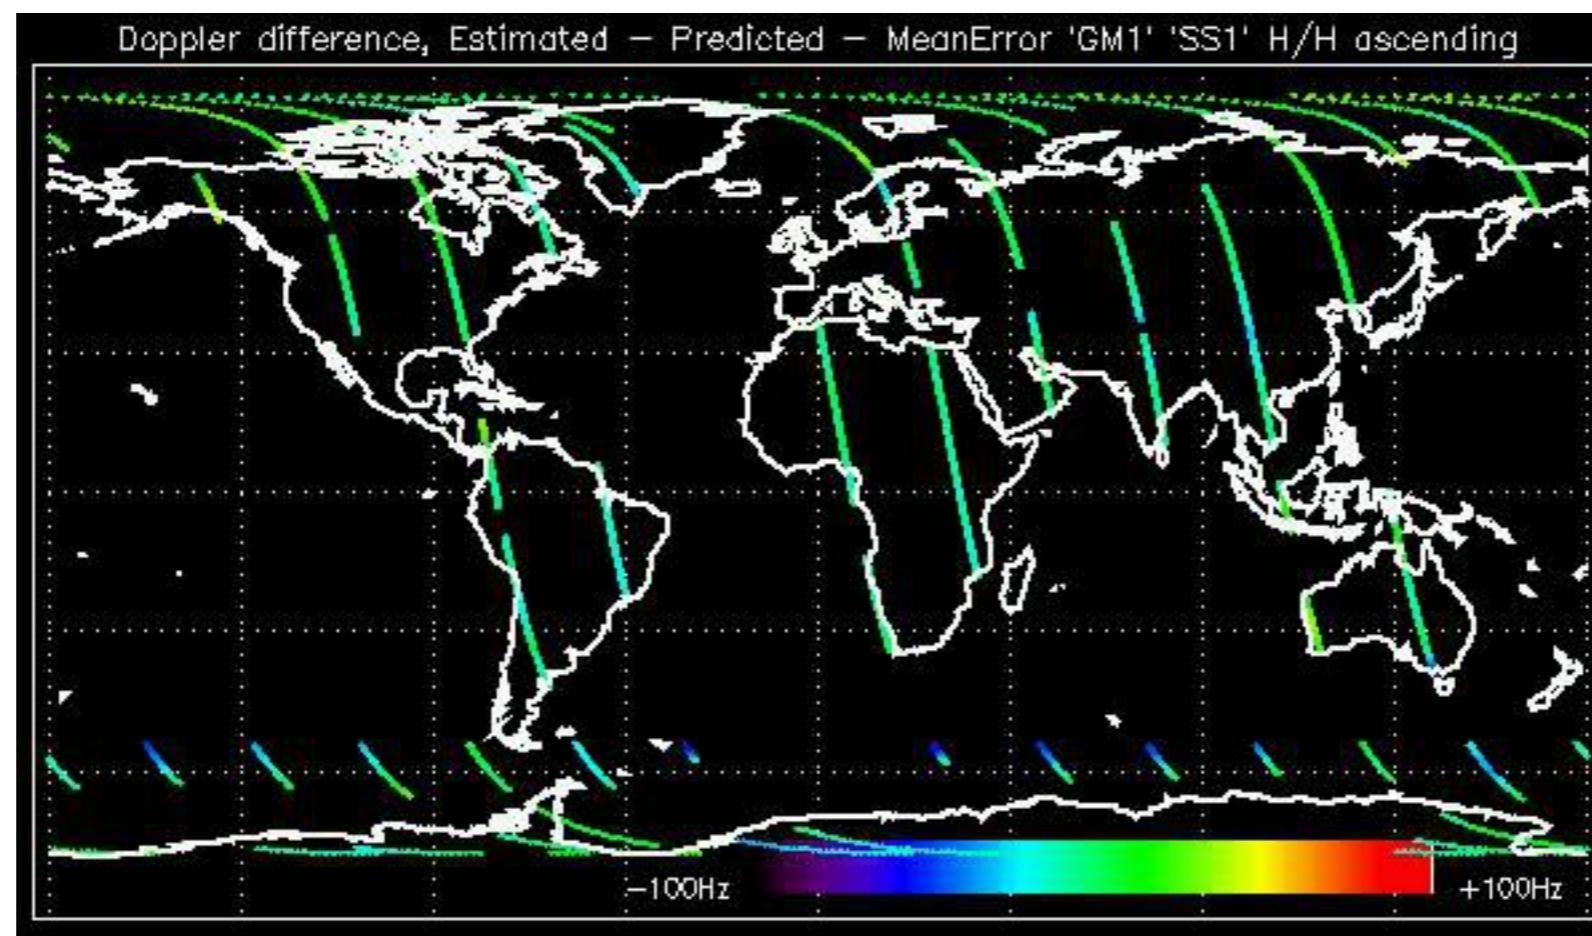 Doppler difference, Estimated – Predicted – MeanError 'GM1' 'SS1' H/H ascending
–100Hz
+100Hz